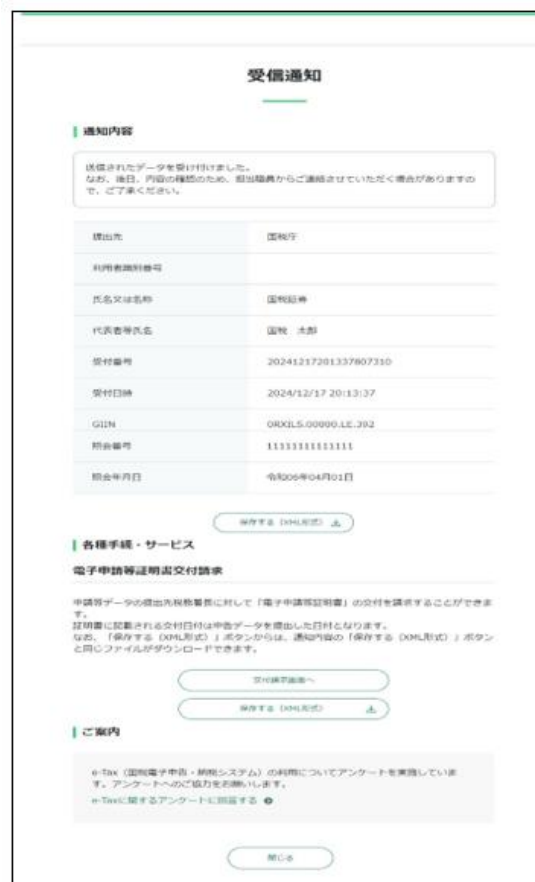 受信通知
通知内容
送信されたデータを受け付けました。
なお、後日、内容の確認のため、担当職員からご連絡させていただく場合がありますの
で、ご了承ください。
提出先 国税庁
利用者識別番号
氏名又は名称 国税証券
代表者等氏名 国税 太郎
受付番号 20241217201337807310
受付日時 2024/12/17 20:13:37
GIIN 0RXILS.00000.LE.392
照会番号 11111111111111
照会年月日 令和06年04月01日
保存する（XML形式）
各種手続・サービス
電子申請等証明書交付請求
申請等データの提出先税務署長に対して「電子申請等証明書」の交付を請求することができま
す。
証明書に記載される交付日付は申告データを提出した日付となります。
なお、「保存する（XML形式）」ボタンからは、通知内容の「保存する（XML形式）」ボタン
と同じファイルがダウンロードできます。
交付請求画面へ
保存する（XML形式）
ご案内
e-Tax（国税電子申告・納税システム）の利用についてアンケートを実施していま
す。アンケートへのご協力をお願いします。
e-Taxに関するアンケートに回答する
閉じる